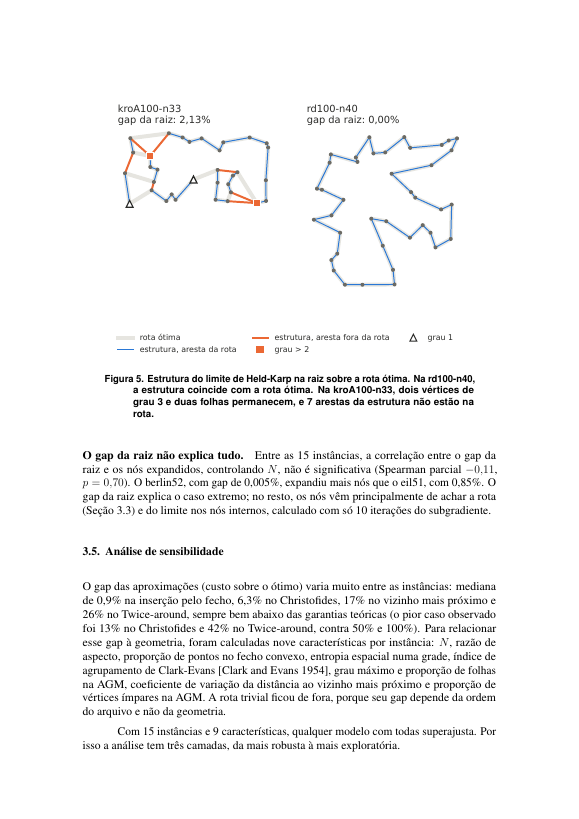 kroA100-n33
gap da raiz: 2,13%
rd100-n40
gap da raiz: 0,00%
rota ótima
estrutura, aresta fora da rota
grau 1
estrutura, aresta da rota
grau > 2
Figura 5. Estrutura do limite de Held-Karp na raiz sobre a rota ótima. Na rd100-n40,
a estrutura coincide com a rota ótima. Na kroA100-n33, dois vértices de
grau 3 e duas folhas permanecem, e 7 arestas da estrutura não estão na
rota.
O gap da raiz não explica tudo. Entre as 15 instâncias, a correlação entre o gap da
raiz e os nós expandidos, controlando N, não é significativa (Spearman parcial −0,11,
p = 0,70). O berlin52, com gap de 0,005%, expandiu mais nós que o eil51, com 0,85%. O
gap da raiz explica o caso extremo; no resto, os nós vêm principalmente de achar a rota
(Seção 3.3) e do limite nos nós internos, calculado com só 10 iterações do subgradiente.
3.5. Análise de sensibilidade
O gap das aproximações (custo sobre o ótimo) varia muito entre as instâncias: mediana
de 0,9% na inserção pelo fecho, 6,3% no Christofides, 17% no vizinho mais próximo e
26% no Twice-around, sempre bem abaixo das garantias teóricas (o pior caso observado
foi 13% no Christofides e 42% no Twice-around, contra 50% e 100%). Para relacionar
esse gap à geometria, foram calculadas nove características por instância: N, razão de
aspecto, proporção de pontos no fecho convexo, entropia espacial numa grade, índice de
agrupamento de Clark-Evans [Clark and Evans 1954], grau máximo e proporção de folhas
na AGM, coeficiente de variação da distância ao vizinho mais próximo e proporção de
vértices ímpares na AGM. A rota trivial ficou de fora, porque seu gap depende da ordem
do arquivo e não da geometria.
Com 15 instâncias e 9 características, qualquer modelo com todas superajusta. Por
isso a análise tem três camadas, da mais robusta à mais exploratória.